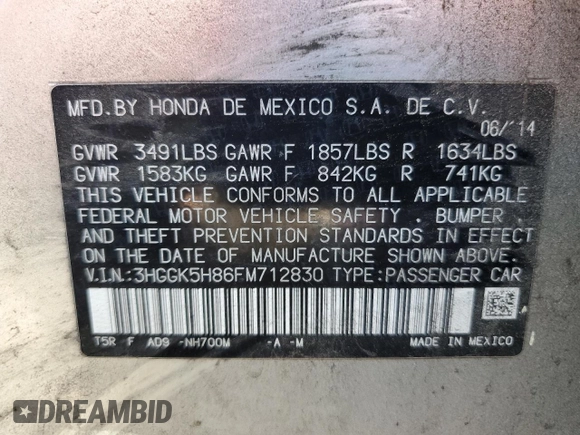 MFD.BY HONDA DE MEXICO S.A. DE C.V.
06/'14
GVWR 3491LBS GAWR F 1857LBS R 1634LBS
GVWR 1583KG GAWR F 842KG R 741KG
THIS VEHICLE CONFORMS TO ALL APPLICABLE
FEDERAL MOTOR VEHICLE SAFETY , BUMPER ,
AND THEFT PREVENTION STANDARDS IN EFFECT
ON THE DATE OF MANUFACTURE SHOWN ABOVE.
V.I.N:3HGGK5H86FM712830 TYPE:PASSENGER CAR
T5R F AD9 -NH700M -A -M MADE IN MEXICO
DREAMBID